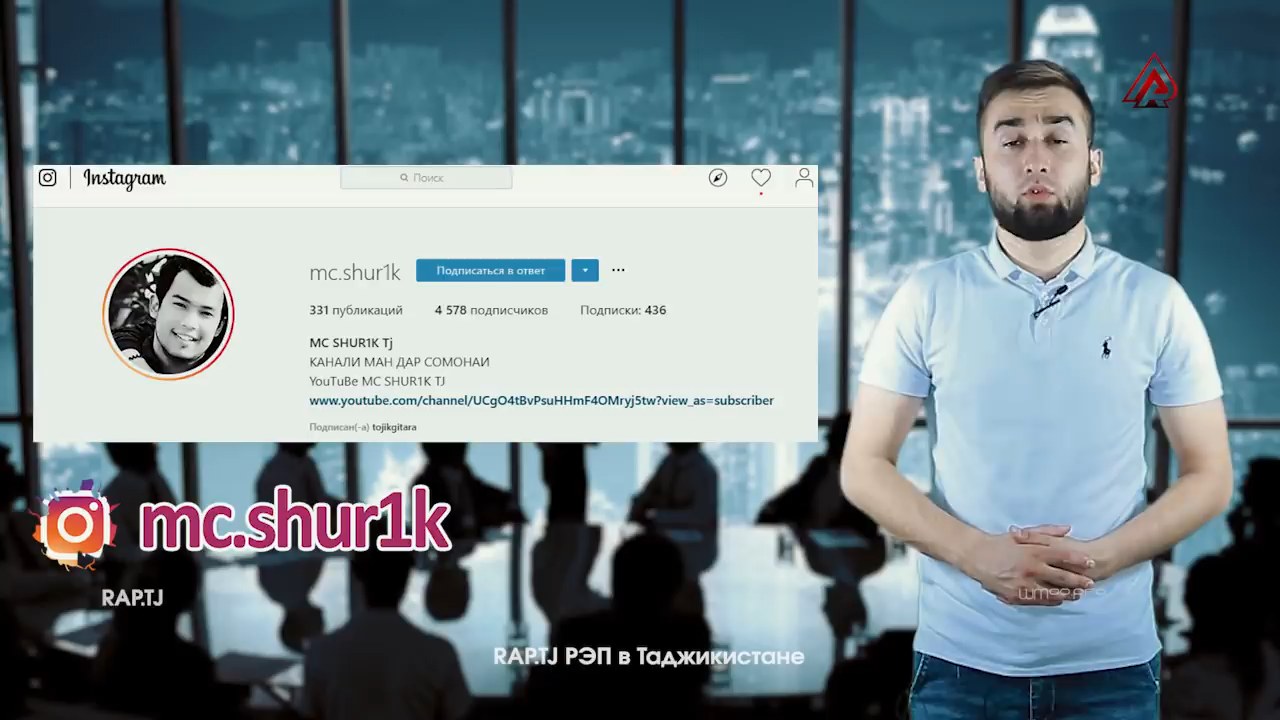 Instagram
Поиск
mc.shur1k
Подписаться в ответ
331 публикаций 4 578 подписчиков Подписки: 436
MC SHUR1K Tj
КАНАЛИ МАН ДАР СОМОНАИ
YouTuBe MC SHUR1K TJ
www.youtube.com/channel/UCgO4tBvPsuHHmF4OMryj5tw?view_as=subscriber
Подписан(-а) tojikgitara
mc.shur1k
RAP.TJ
RAP.TJ РЭП в Таджикистане